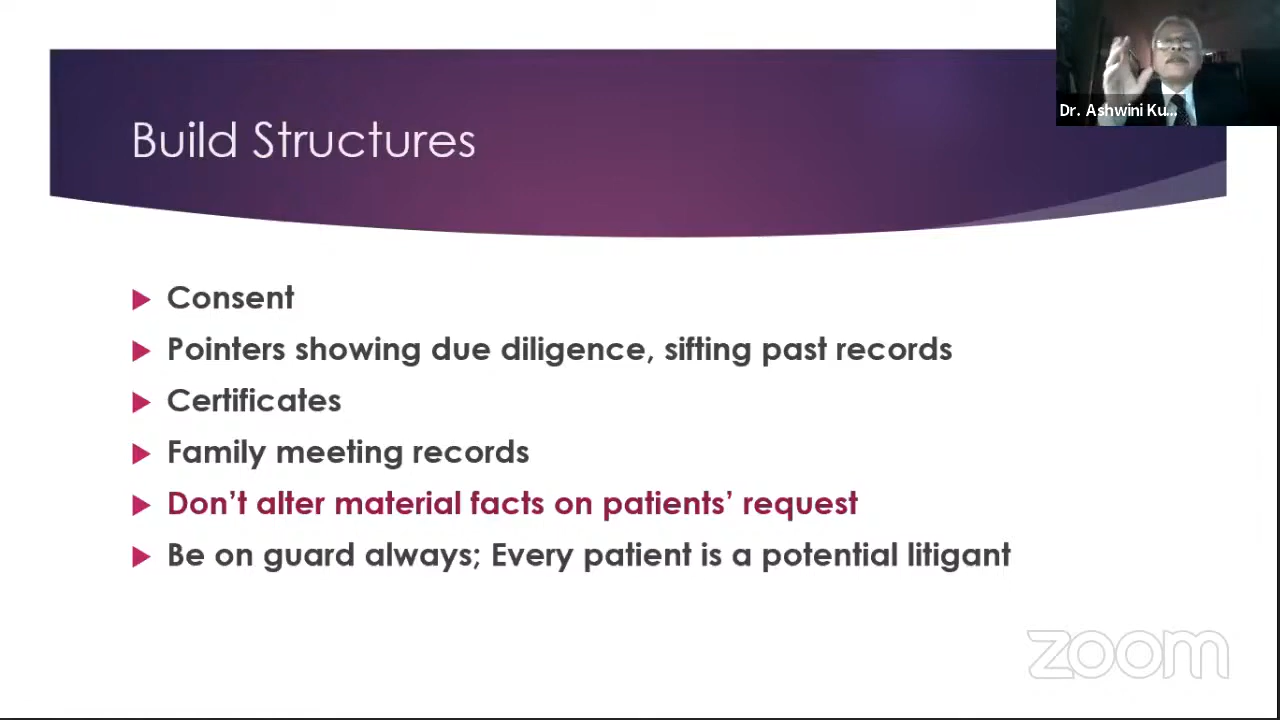 Build Structures
Dr. Ashwini Ku...
Consent
Pointers showing due diligence, sifting past records
Certificates
Family meeting records
Don't alter material facts on patients' request
Be on guard always; Every patient is a potential litigant
zoom